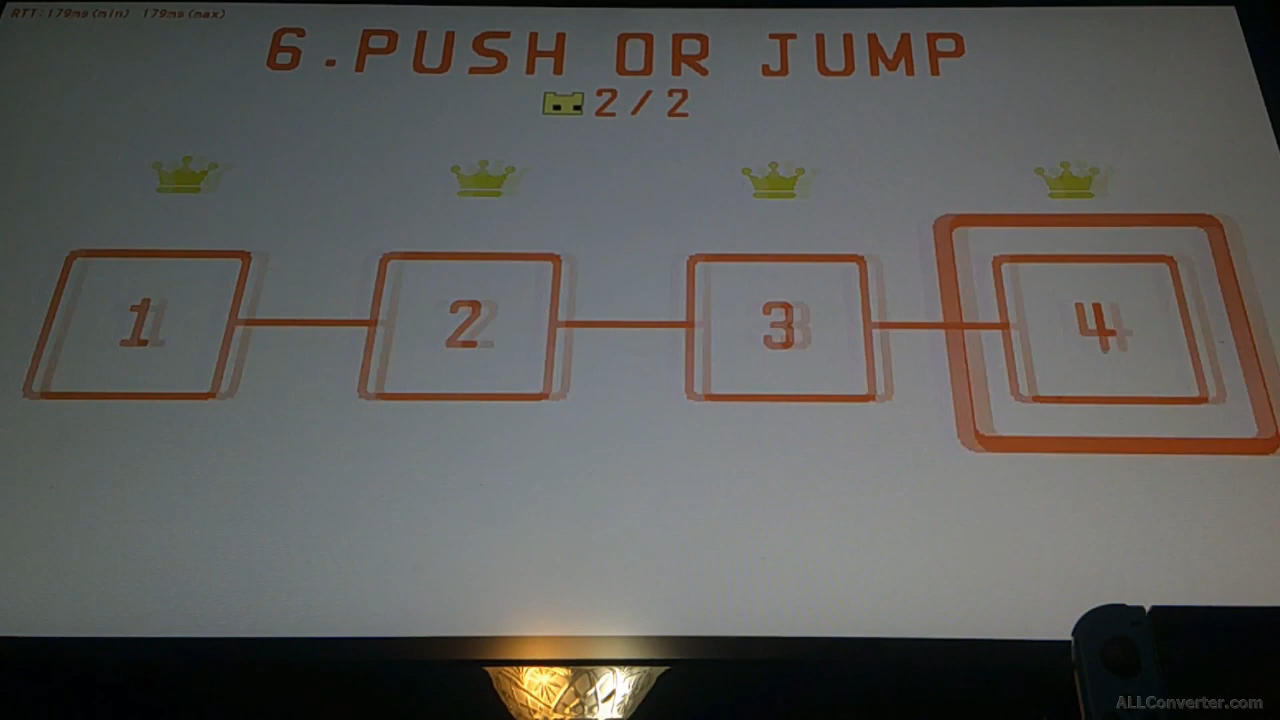 RTT:179ms(min) 179ms(max)
6.PUSH OR JUMP
2/2
1 2 3 4
ALLConverter.com